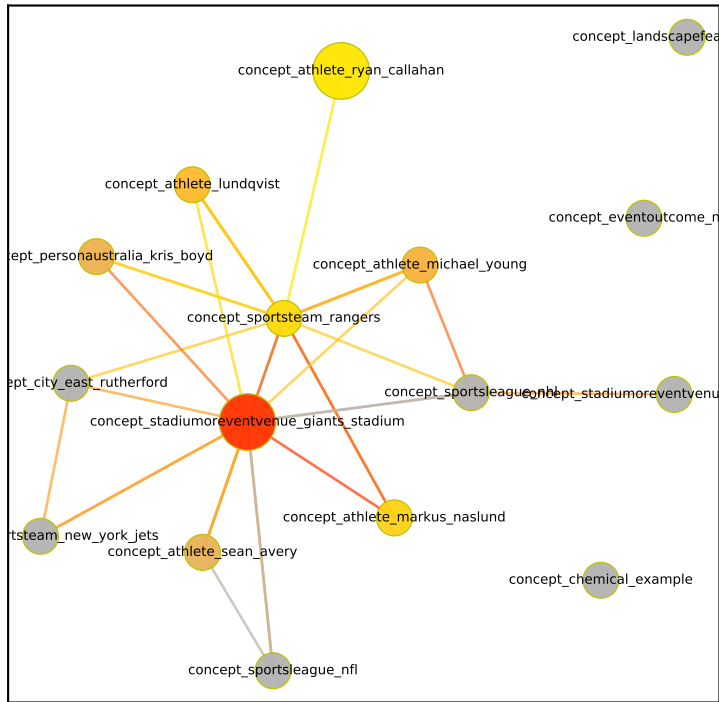 concept_landscapefea
concept_athlete_ryan_callahan
concept_athlete_lundqvist
concept_eventoutcome_n
cept_personaustralia_kris_boyd
concept_athlete_michael_young
concept_sportsteam_rangers
ept_city_east_rutherford
concept_sportsleague_nhl
concept_stadiumoreventvenu
concept_stadiumoreventvenue_giants_stadium
concept_athlete_markus_naslund
rtsteam_new_york_jets
concept_athlete_sean_avery
concept_chemical_example
concept_sportsleague_nfl